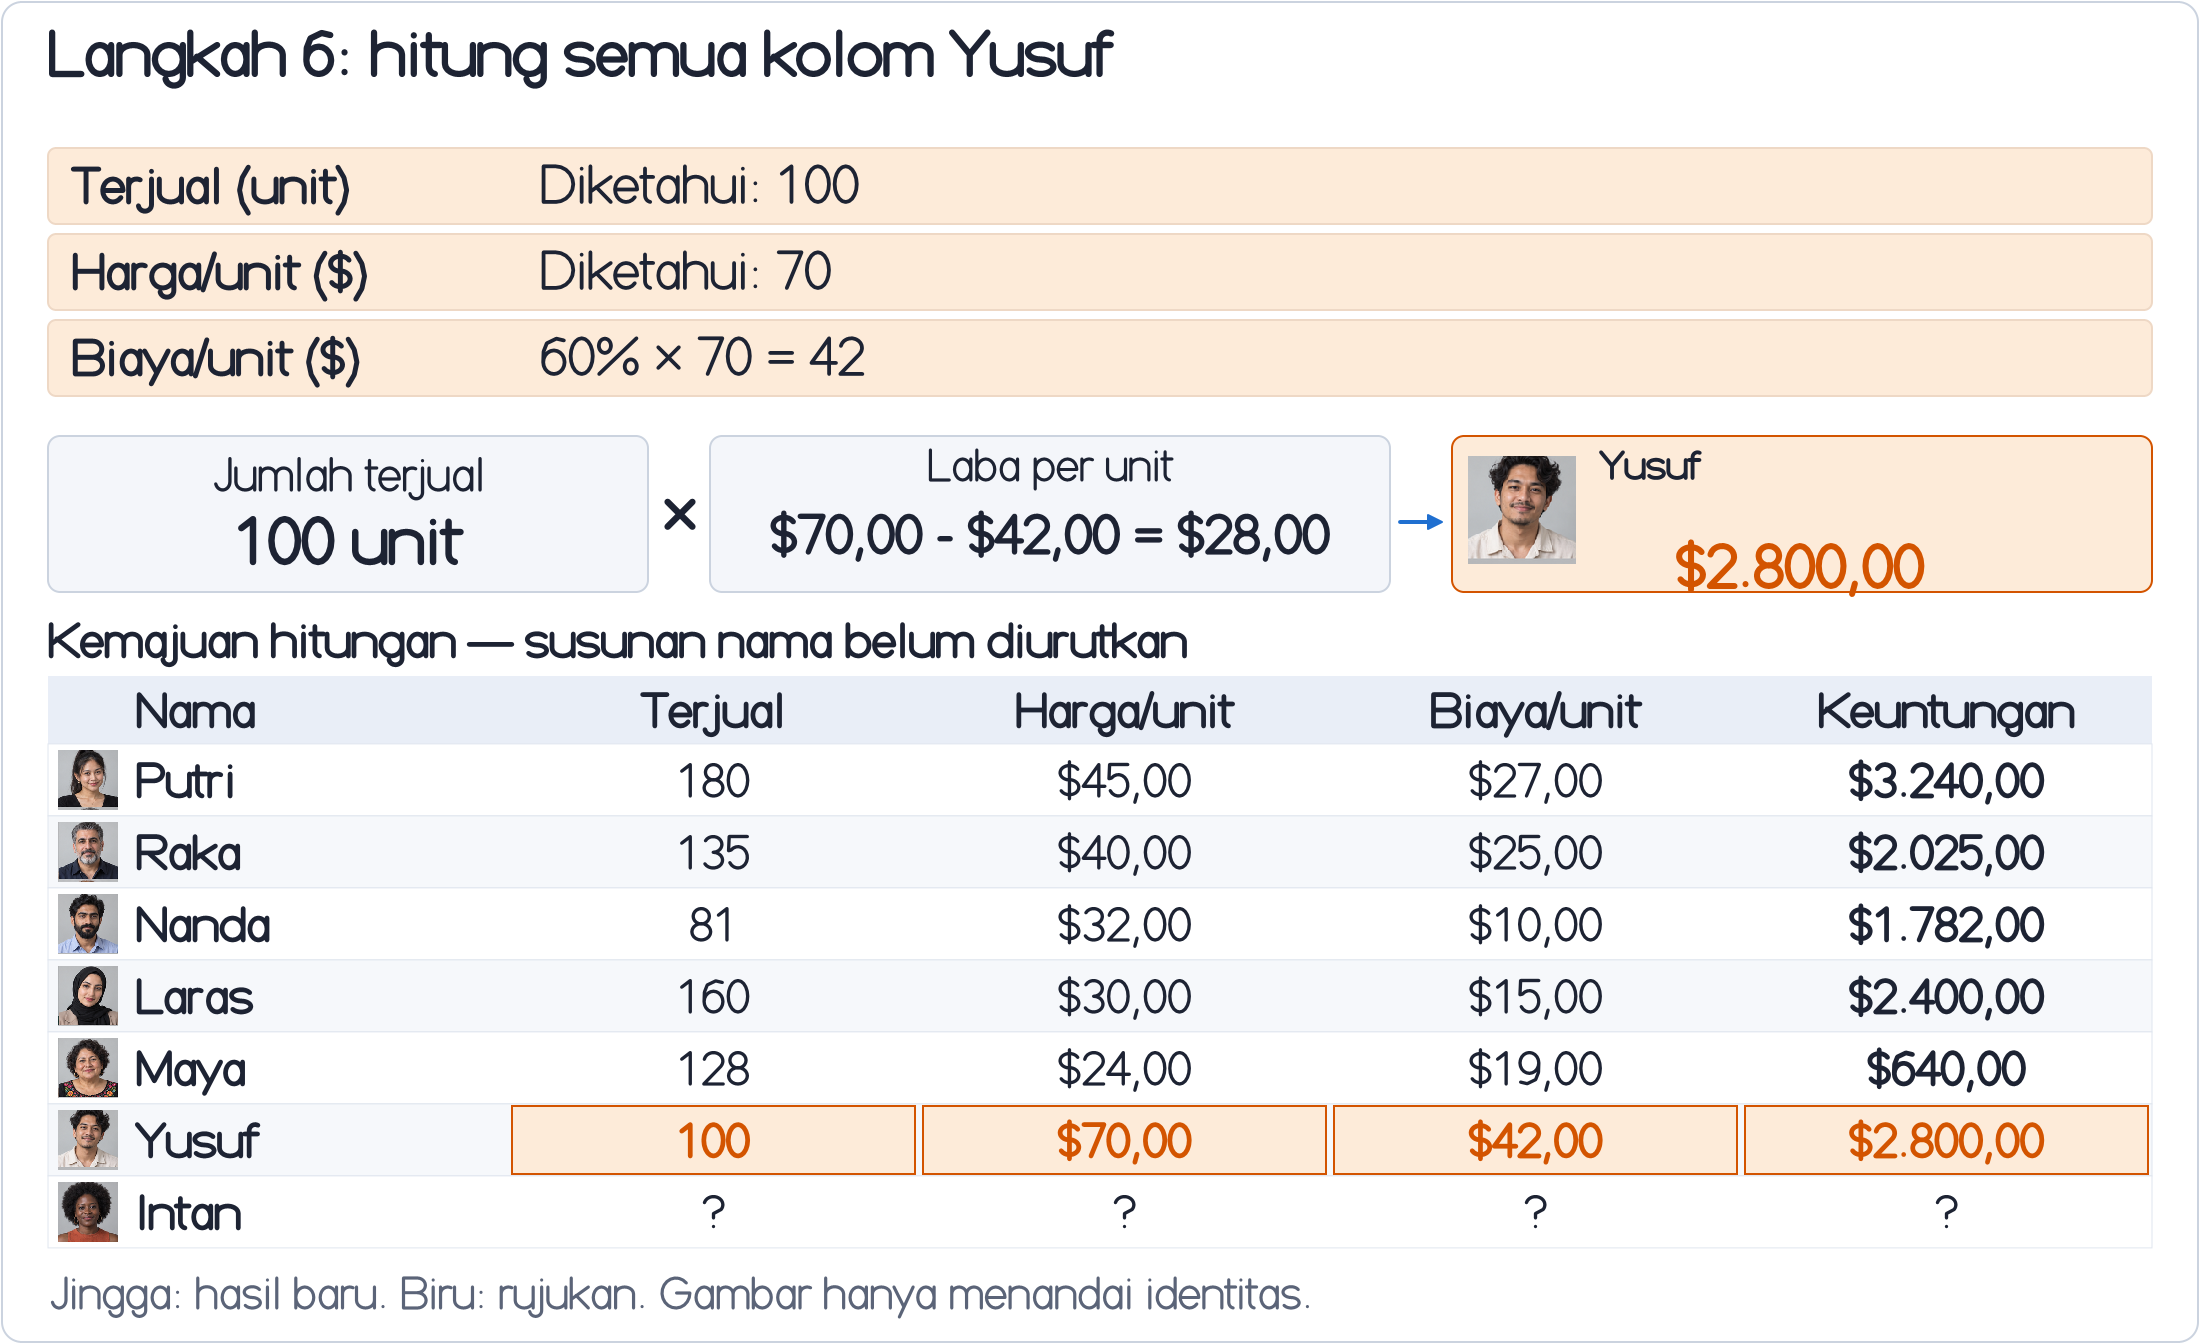 Langkah 6: hitung semua kolom Yusuf
Terjual (unit) Diketahui: 100
Harga/unit ($) Diketahui: 70
Biaya/unit ($) 60% × 70 = 42
Jumlah terjual
100 unit
×
Laba per unit
$70,00 - $42,00 = $28,00
Yusuf
$2.800,00
Kemajuan hitungan — susunan nama belum diurutkan
Nama Terjual Harga/unit Biaya/unit Keuntungan
Putri 180 $45,00 $27,00 $3.240,00
Raka 135 $40,00 $25,00 $2.025,00
Nanda 81 $32,00 $10,00 $1.782,00
Laras 160 $30,00 $15,00 $2.400,00
Maya 128 $24,00 $19,00 $640,00
Yusuf 100 $70,00 $42,00 $2.800,00
Intan ? ? ? ?
Jingga: hasil baru. Biru: rujukan. Gambar hanya menandai identitas.